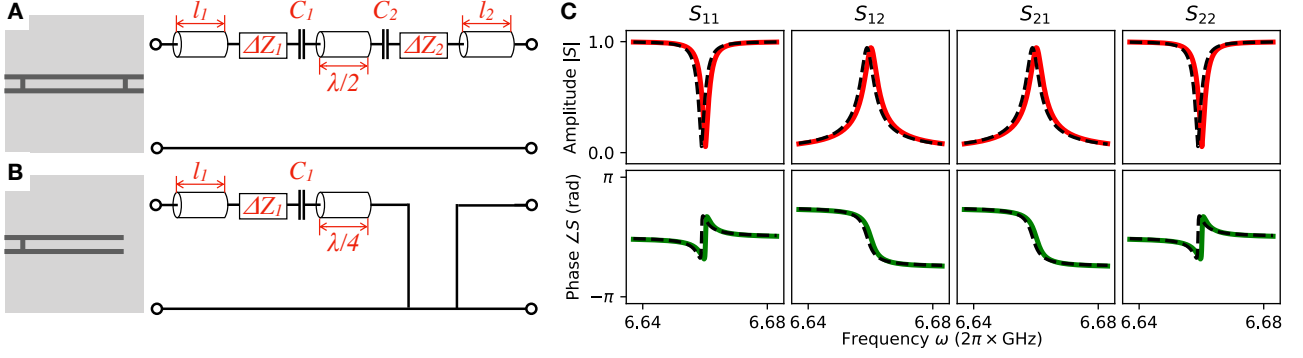 A
l₁
ΔZ₁
C₁
λ/2
C₂
ΔZ₂
l₂
B
l₁
ΔZ₁
C₁
λ/4
C
S₁₁
S₁₂
S₂₁
S₂₂
Amplitude |S|
1.0
0.0
Phase ∠S (rad)
π
−π
6.64
6.68
6.64
6.68
6.64
6.68
6.64
6.68
Frequency ω (2π × GHz)